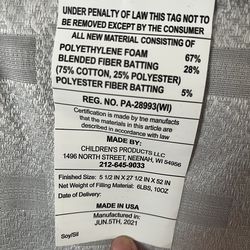 UNDER PENALTY OF LAW THIS TAG NOT TO
BE REMOVED EXCEPT BY THE CONSUMER
ALL NEW MATERIAL CONSISTING OF
POLYETHYLENE FOAM 67%
BLENDED FIBER BATTING 28%
(75% COTTON, 25% POLYESTER)
POLYESTER FIBER BATTING 5%
REG. NO. PA-28993(WI)
Certification is made by the manufacts
that the materials in this article are
described in accordance with law
MADE BY:
CHILDREN'S PRODUCTS LLC
1496 NORTH STREET, NEENAH, WI 54956
212-645-9033
Finished Size: 5 1/2 IN X 27 1/2 IN X 52 IN
Net Weight of Filling Material: 6LBS, 10OZ
Date of Delivery:
MADE IN USA
Manufactured in:
JUN.5TH, 2021
Soy/Sil